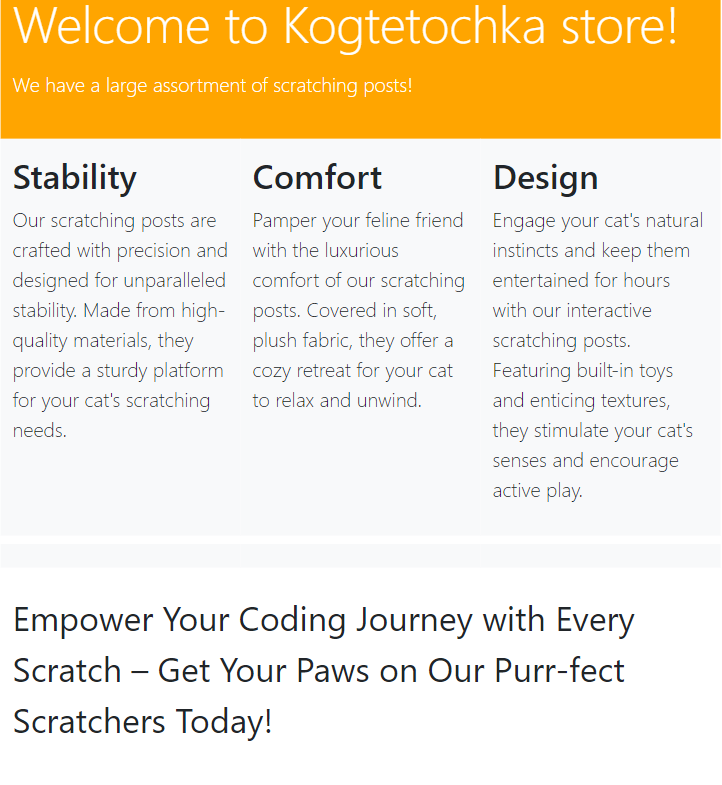 Welcome to Kogtetochka store!
We have a large assortment of scratching posts!
Stability
Our scratching posts are
crafted with precision and
designed for unparalleled
stability. Made from high-
quality materials, they
provide a sturdy platform
for your cat's scratching
needs.
Comfort
Pamper your feline friend
with the luxurious
comfort of our scratching
posts. Covered in soft,
plush fabric, they offer a
cozy retreat for your cat
to relax and unwind.
Design
Engage your cat's natural
instincts and keep them
entertained for hours
with our interactive
scratching posts.
Featuring built-in toys
and enticing textures,
they stimulate your cat's
senses and encourage
active play.
Empower Your Coding Journey with Every
Scratch – Get Your Paws on Our Purr-fect
Scratchers Today!